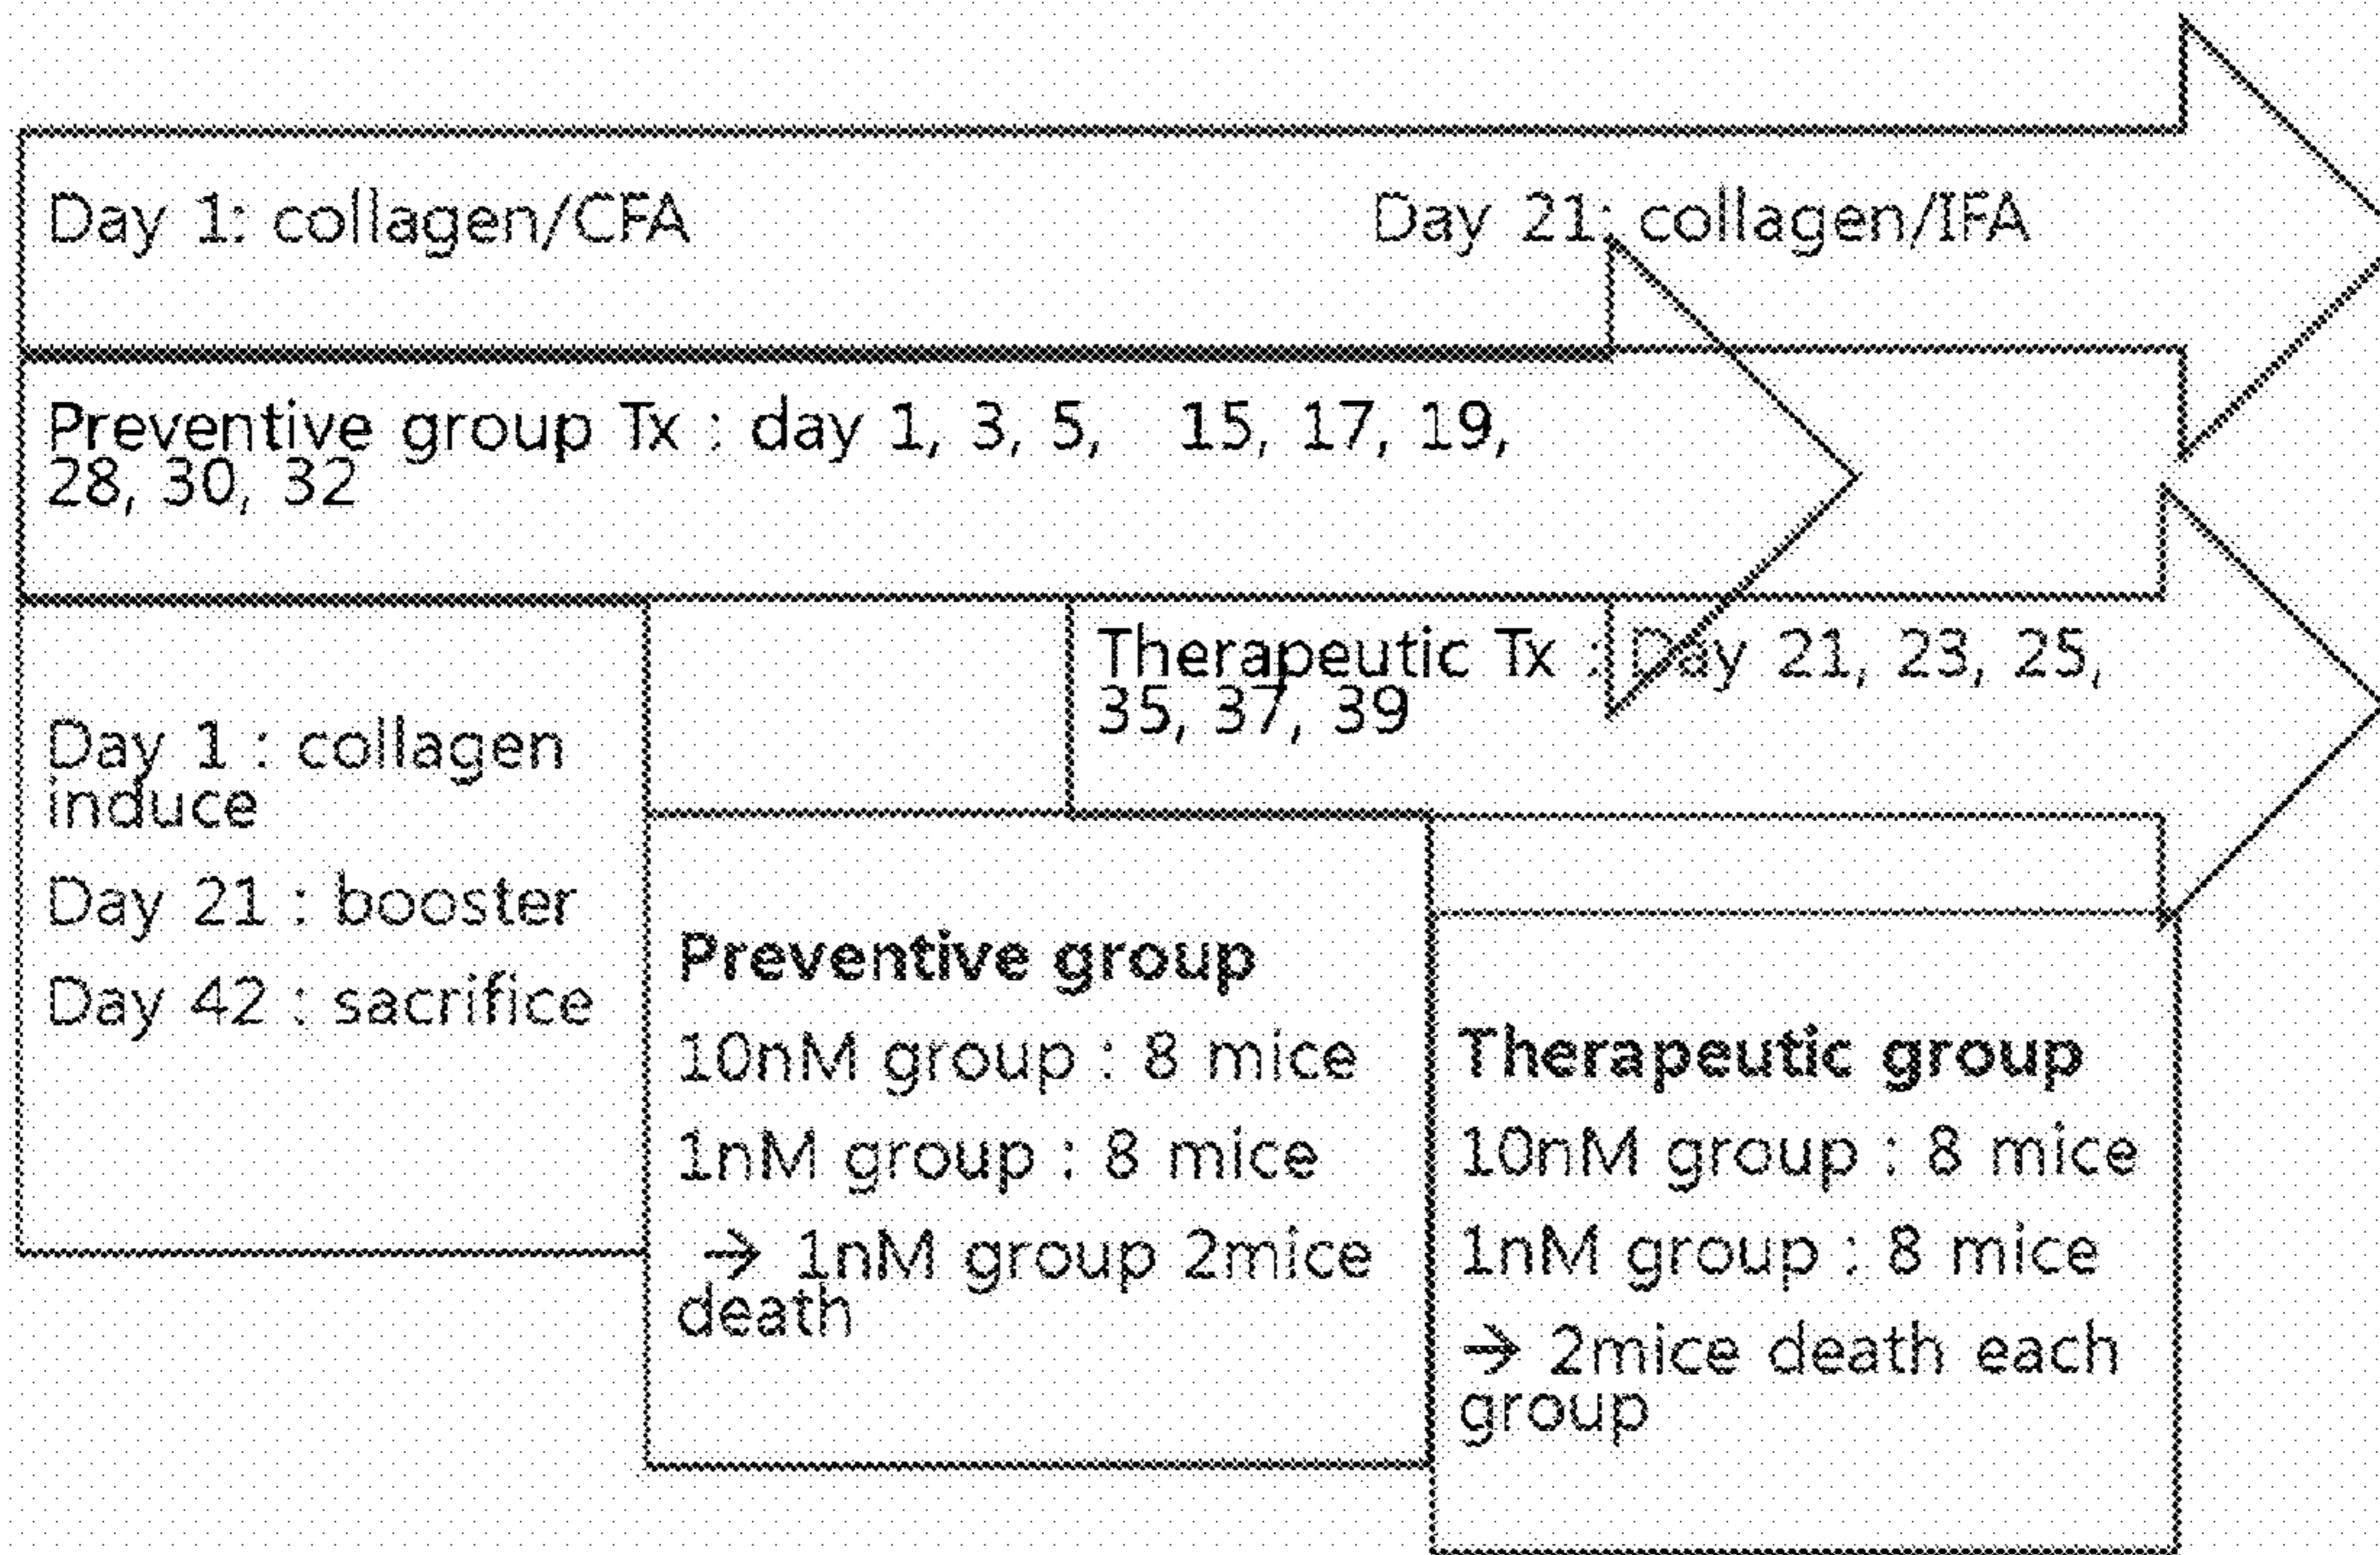 Day 1: collagen/CFA
Day 21: collagen/IFA
Preventive group Tx : day 1, 3, 5, 15, 17, 19,
28, 30, 32
Therapeutic Tx : Day 21, 23, 25,
35, 37, 39
Day 1 : collagen
induce
Day 21 : booster
Day 42 : sacrifice
Preventive group
10nM group : 8 mice
1nM group : 8 mice
→ 1nM group 2mice
death
Therapeutic group
10nM group : 8 mice
1nM group : 8 mice
→ 2mice death each
group